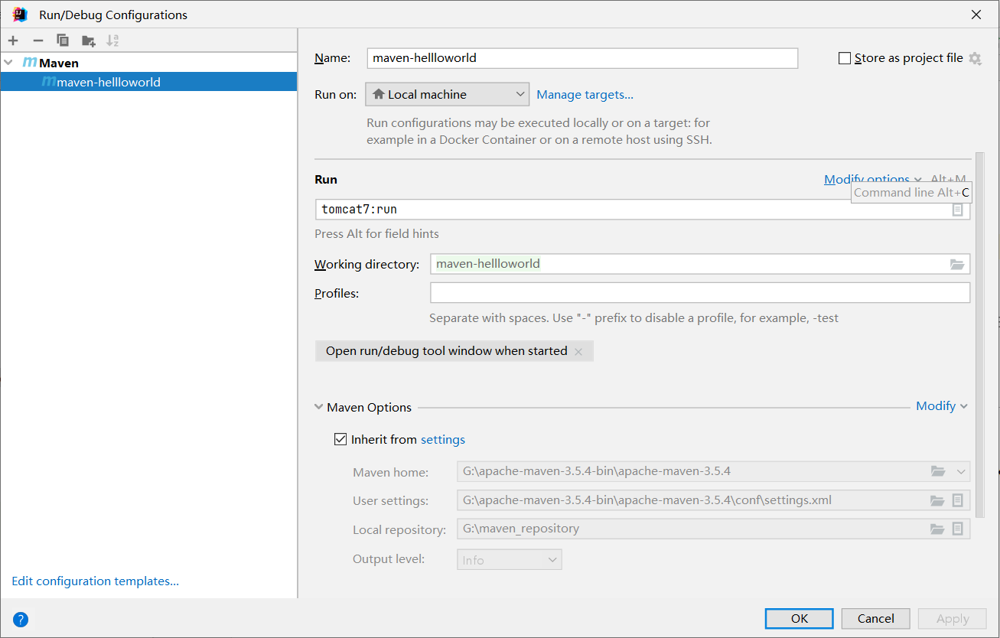 Run/Debug Configurations
Maven
maven-hellloworld
Edit configuration templates...
Name:
maven-hellloworld
Store as project file
Run on:
Local machine
Manage targets...
Run configurations may be executed locally or on a target: for
example in a Docker Container or on a remote host using SSH.
Run
Modify options
Alt+M
Command line Alt+C
tomcat7:run
Press Alt for field hints
Working directory:
maven-hellloworld
Profiles:
Separate with spaces. Use "-" prefix to disable a profile, for example, -test
Open run/debug tool window when started
Maven Options
Modify
Inherit from settings
Maven home:
G:\apache-maven-3.5.4-bin\apache-maven-3.5.4
User settings:
G:\apache-maven-3.5.4-bin\apache-maven-3.5.4\conf\settings.xml
Local repository:
G:\maven_repository
Output level:
Info
?
OK
Cancel
Apply